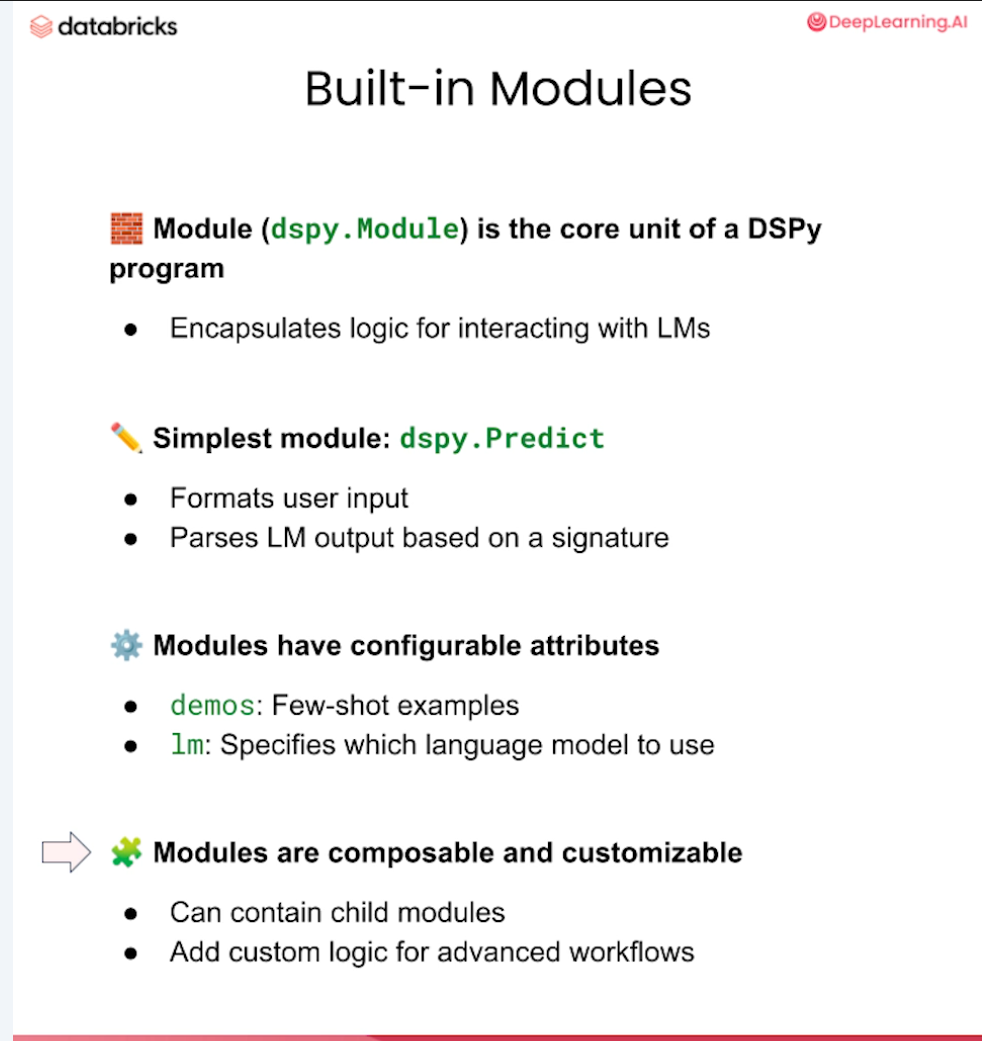 databricks
DeepLearning.AI
Built-in Modules
🧱 Module (dspy.Module) is the core unit of a DSPy
program
● Encapsulates logic for interacting with LMs
✏️ Simplest module: dspy.Predict
● Formats user input
● Parses LM output based on a signature
⚙️ Modules have configurable attributes
● demos: Few-shot examples
● lm: Specifies which language model to use
🧩 Modules are composable and customizable
● Can contain child modules
● Add custom logic for advanced workflows